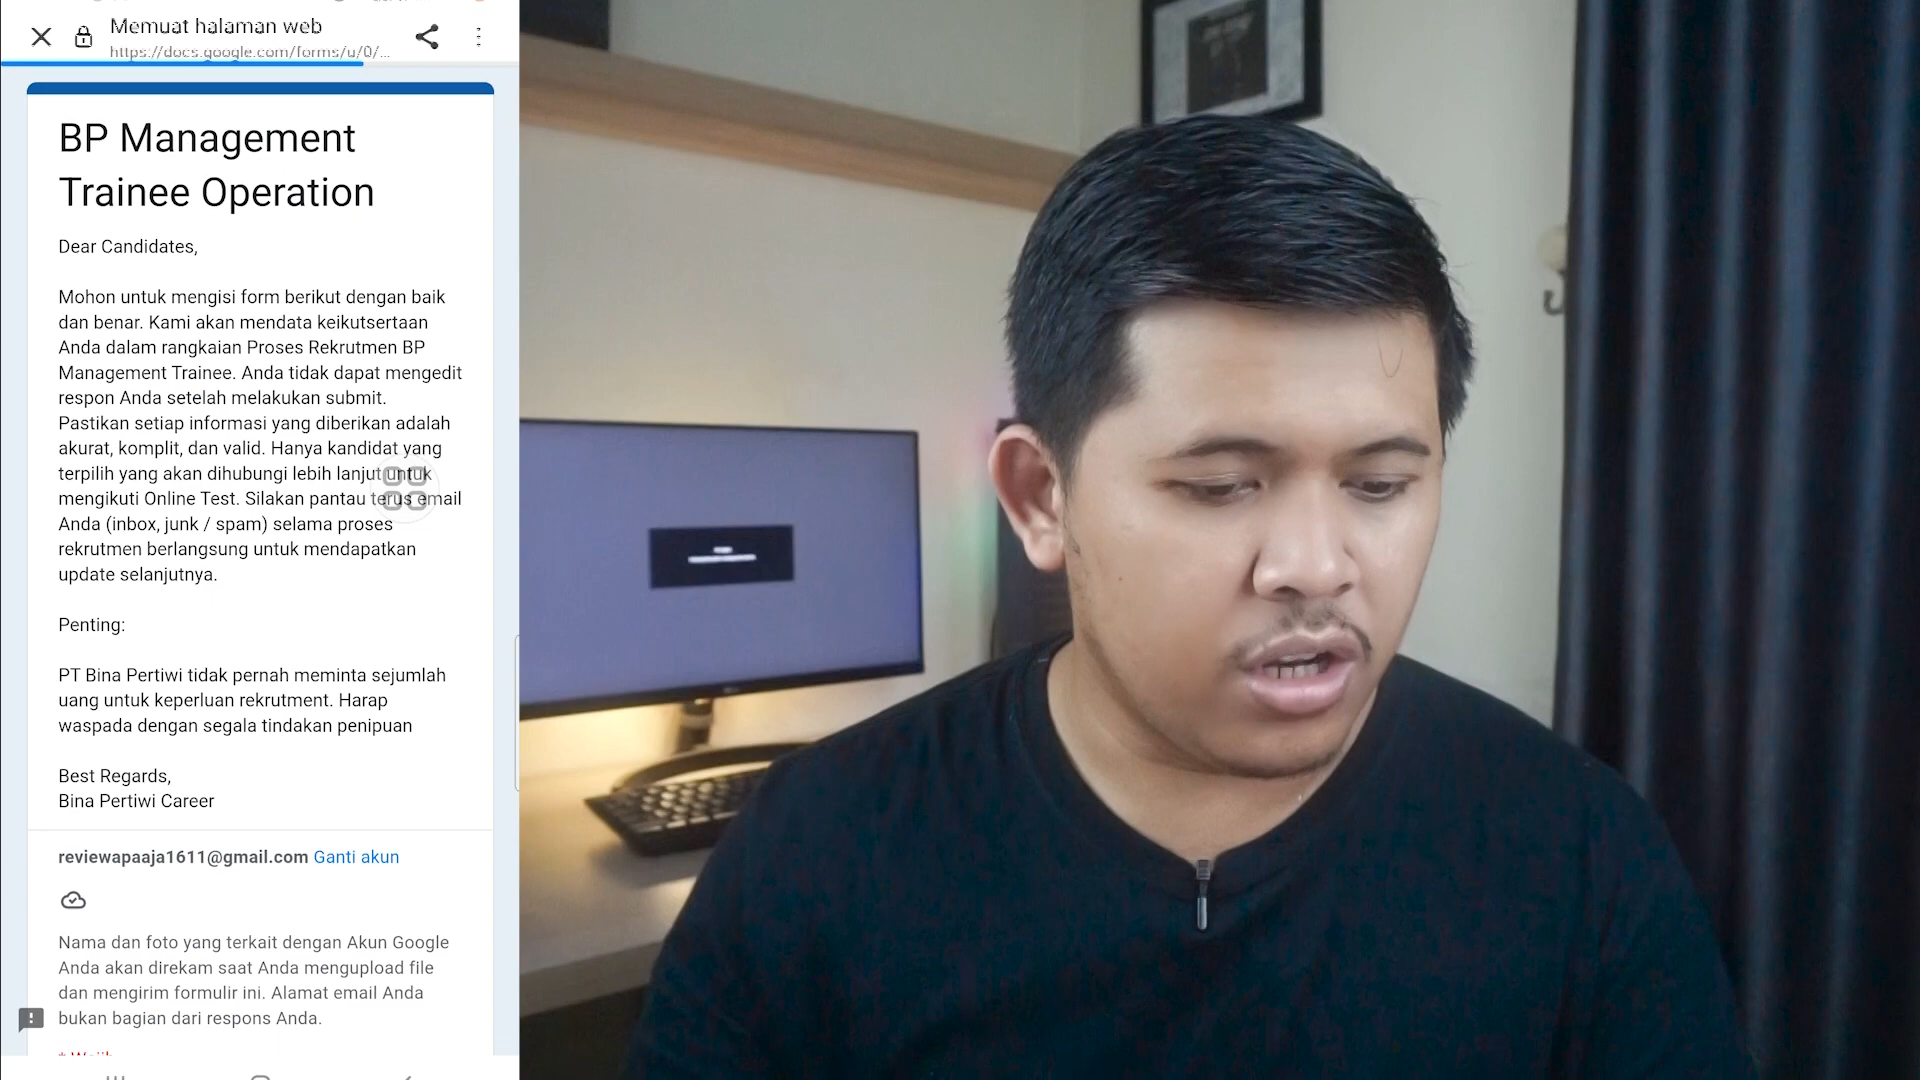 Memuat halaman web
https://docs.google.com/forms/u/0/...
BP Management
Trainee Operation
Dear Candidates,
Mohon untuk mengisi form berikut dengan baik
dan benar. Kami akan mendata keikutsertaan
Anda dalam rangkaian Proses Rekrutmen BP
Management Trainee. Anda tidak dapat mengedit
respon Anda setelah melakukan submit.
Pastikan setiap informasi yang diberikan adalah
akurat, komplit, dan valid. Hanya kandidat yang
terpilih yang akan dihubungi lebih lanjut untuk
mengikuti Online Test. Silakan pantau terus email
Anda (inbox, junk / spam) selama proses
rekrutmen berlangsung untuk mendapatkan
update selanjutnya.
Penting:
PT Bina Pertiwi tidak pernah meminta sejumlah
uang untuk keperluan rekrutment. Harap
waspada dengan segala tindakan penipuan
Best Regards,
Bina Pertiwi Career
reviewapaaja1611@gmail.com Ganti akun
Nama dan foto yang terkait dengan Akun Google
Anda akan direkam saat Anda mengupload file
dan mengirim formulir ini. Alamat email Anda
bukan bagian dari respons Anda.